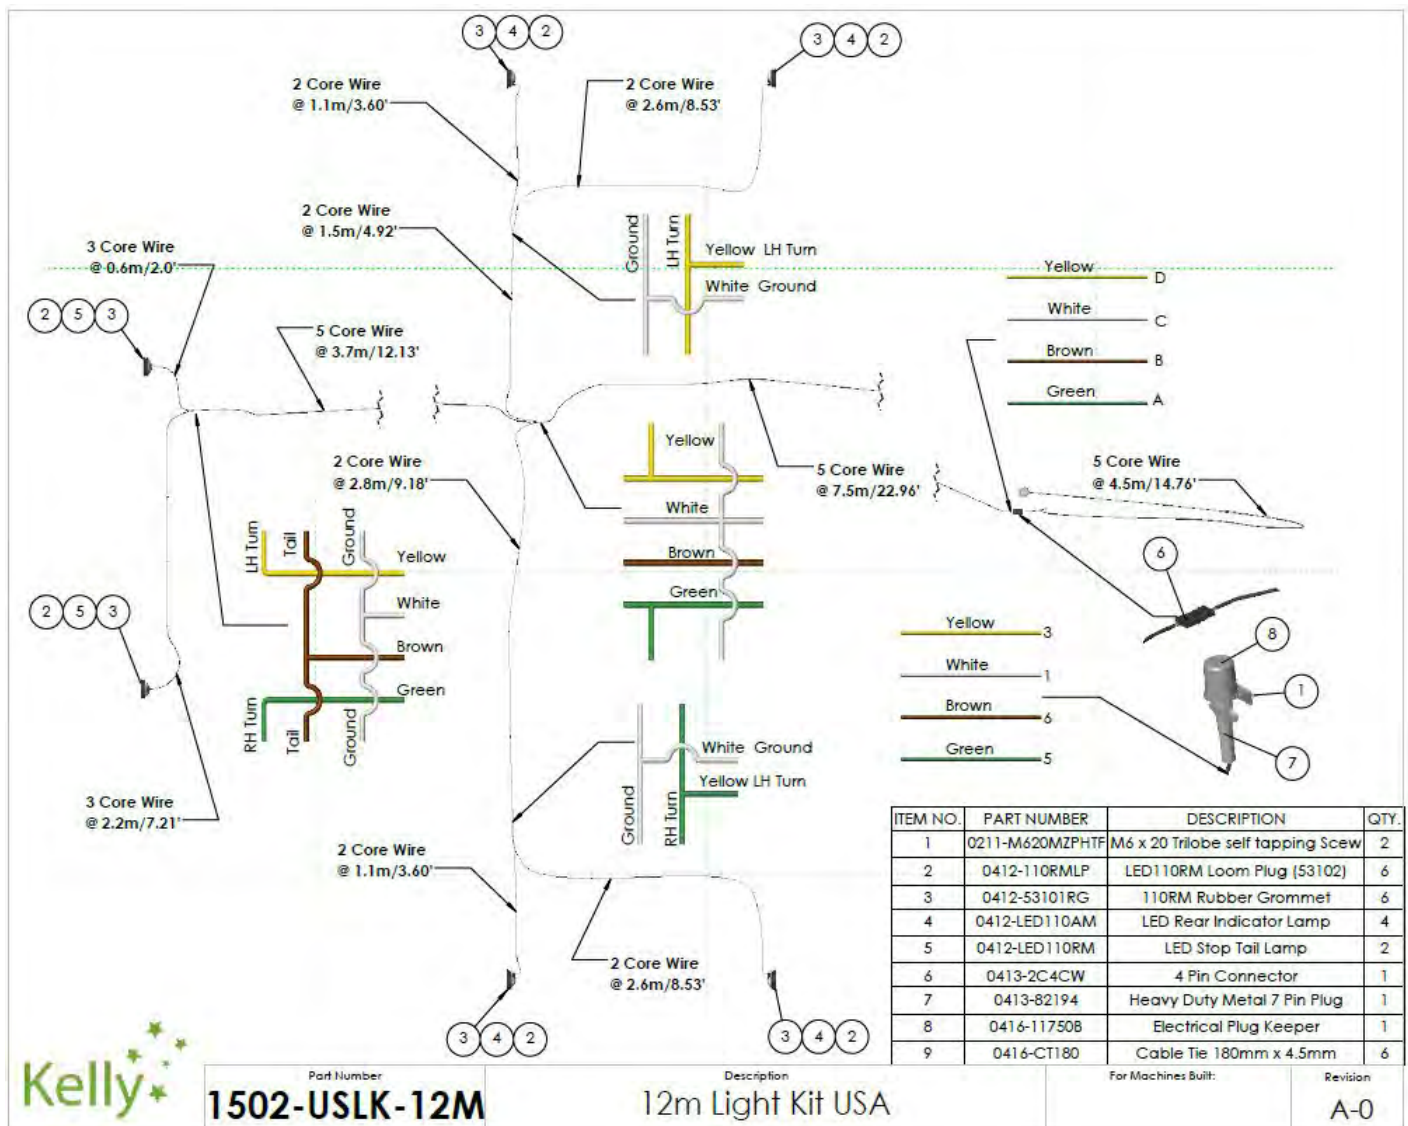 3 4 2
3 4 2
2 Core Wire
@ 1.1m/3.60'
2 Core Wire
@ 2.6m/8.53'
2 Core Wire
@ 1.5m/4.92'
3 Core Wire
@ 0.6m/2.0'
Ground
LH Turn
Yellow LH Turn
White Ground
Yellow D
White C
Brown B
Green A
2 5 3
5 Core Wire
@ 3.7m/12.13'
2 Core Wire
@ 2.8m/9.18'
Yellow
White
Brown
Green
5 Core Wire
@ 7.5m/22.96'
5 Core Wire
@ 4.5m/14.76'
6
LH Turn
Tail
Ground
Yellow
White
Brown
Green
RH Turn
Tail
Ground
2 5 3
Yellow 3
White 1
Brown 6
Green 5
8
1
7
Ground
RH Turn
White Ground
Yellow LH Turn
3 Core Wire
@ 2.2m/7.21'
2 Core Wire
@ 1.1m/3.60'
2 Core Wire
@ 2.6m/8.53'
3 4 2
3 4 2
ITEM NO. PART NUMBER DESCRIPTION QTY.
1 0211-M620MZPHTF M6 x 20 Trilobe self tapping Scew 2
2 0412-110RMLP LED110RM Loom Plug (53102) 6
3 0412-53101RG 110RM Rubber Grommet 6
4 0412-LED110AM LED Rear Indicator Lamp 4
5 0412-LED110RM LED Stop Tail Lamp 2
6 0413-2C4CW 4 Pin Connector 1
7 0413-82194 Heavy Duty Metal 7 Pin Plug 1
8 0416-11750B Electrical Plug Keeper 1
9 0416-CT180 Cable Tie 180mm x 4.5mm 6
Kelly
Part Number
1502-USLK-12M
Description
12m Light Kit USA
For Machines Built:
Revision
A-0